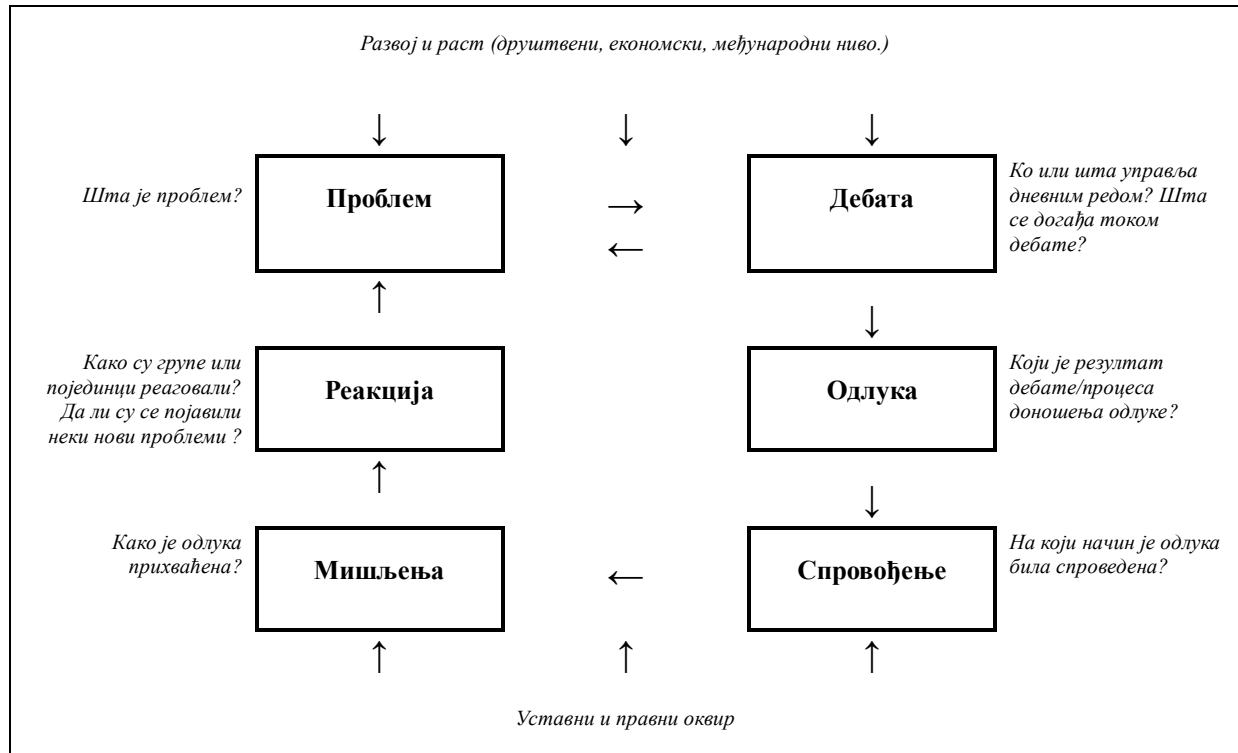 Развој и раст (друштвени, економски, међународни ниво.)
↓ ↓ ↓
Шта је проблем?
Проблем
→
←
Дебата
Ко или шта управља
дневним редом? Шта
се догађа током
дебате?
↑ ↓
Како су групе или
појединци реаговали?
Да ли су се појавили
неки нови проблеми ?
Реакција
Одлука
Који је резултат
дебате/процеса
доношења одлуке?
↑ ↓
Како је одлука
прихваћена?
Мишљења
←
Спровођење
На који начин је одлука
била спроведена?
↑ ↑ ↑
Уставни и правни оквир